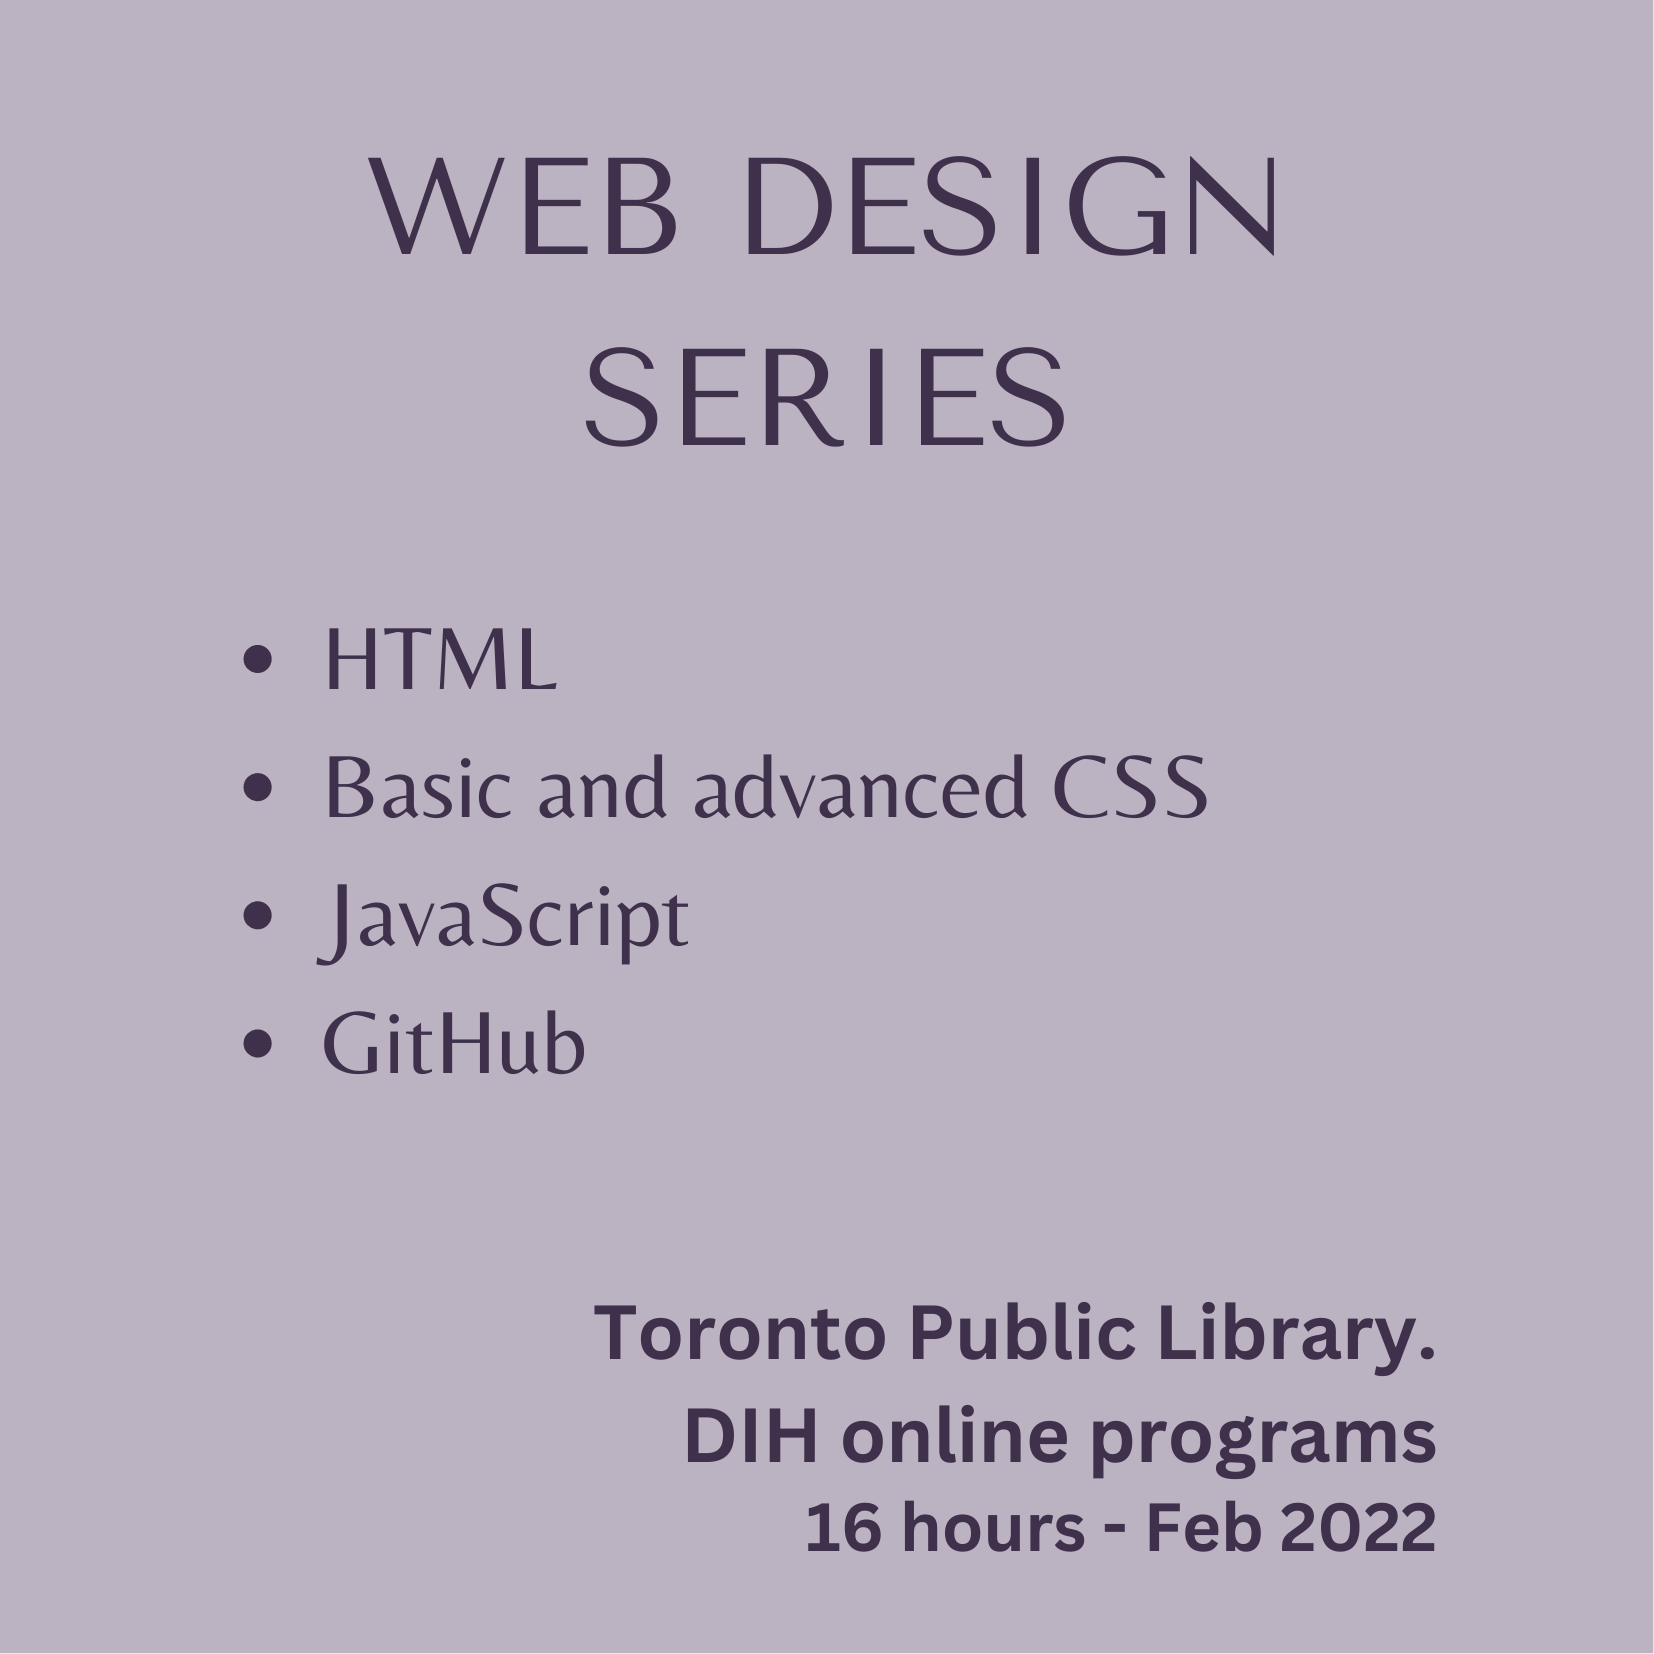 WEB DESIGN
SERIES
• HTML
• Basic and advanced CSS
• JavaScript
• GitHub
Toronto Public Library.
DIH online programs
16 hours - Feb 2022